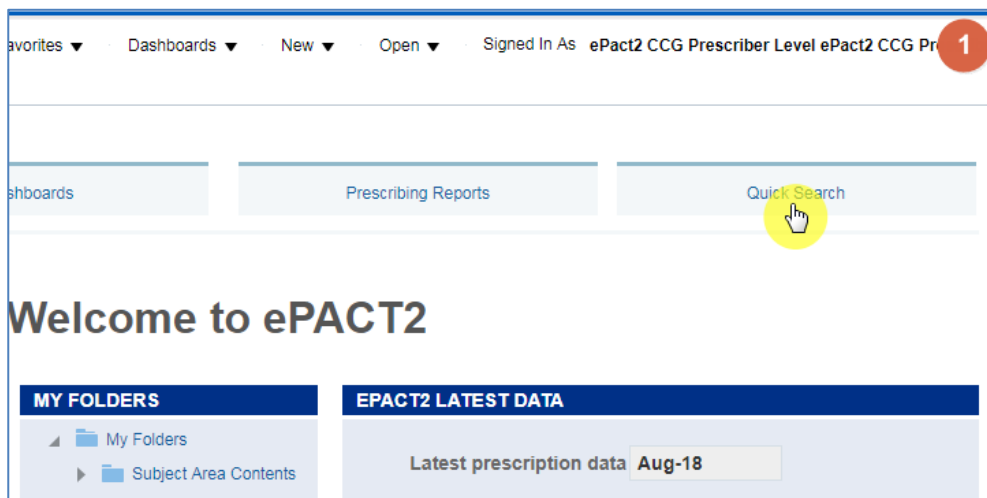 avorites ▼ Dashboards ▼ New ▼ Open ▼ Signed In As ePact2 CCG Prescriber Level ePact2 CCG Pr 1
shboards Prescribing Reports Quick Search
Welcome to ePACT2
MY FOLDERS EPACT2 LATEST DATA
My Folders
Subject Area Contents
Latest prescription data Aug-18